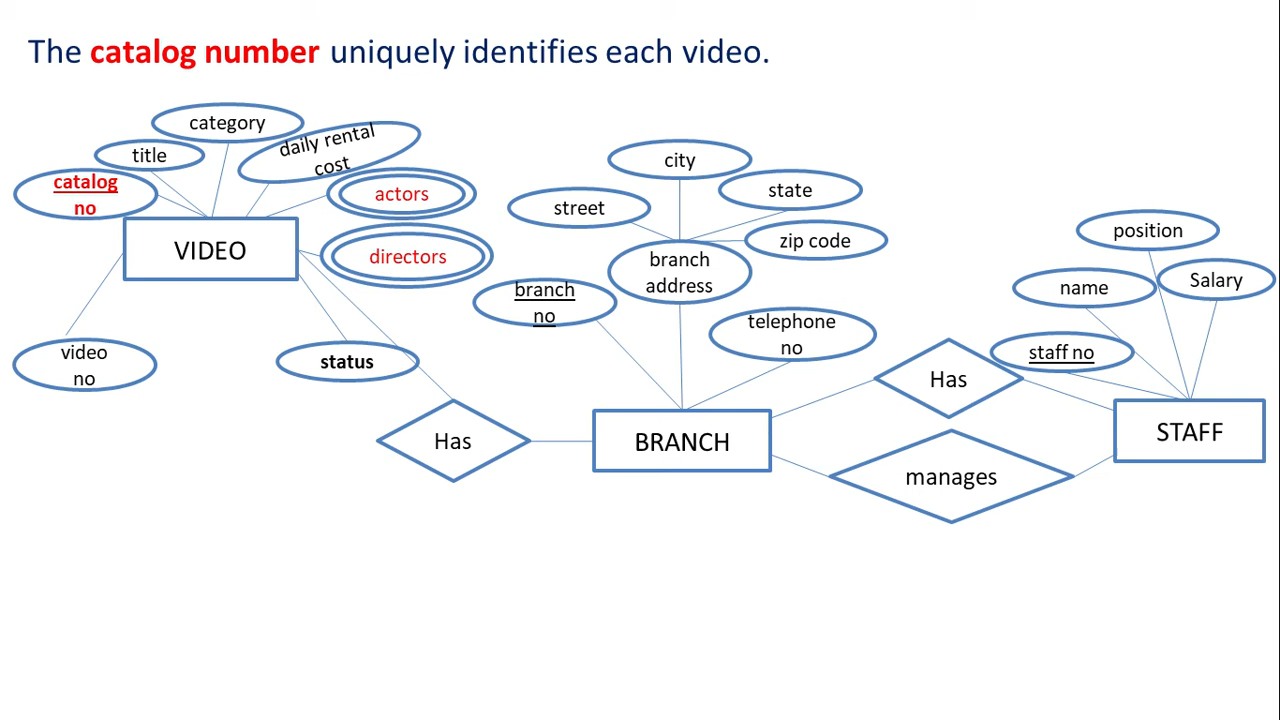 The catalog number uniquely identifies each video.
category
daily rental
cost
title
catalog
no
actors
VIDEO
directors
video
no
status
Has
city
state
street
zip code
branch
address
branch
no
telephone
no
BRANCH
Has
manages
position
Salary
name
staff no
STAFF